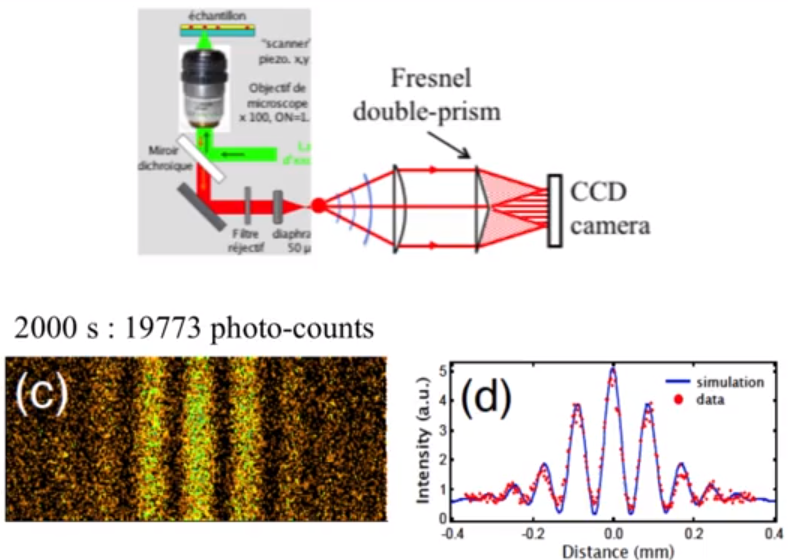 échantillon
"scanner"
piezo. x,y
Objectif de
microscope
x 100, ON=1.
Miroir
dichroïque
Filtre
réjectif
50 µ
Fresnel
double-prism
CCD
camera
2000 s : 19773 photo-counts
(c)
(d)
simulation
data
Intensity (a.u.)
5
4
3
2
1
0
-0.4 -0.2 0.0 0.2 0.4
Distance (mm)